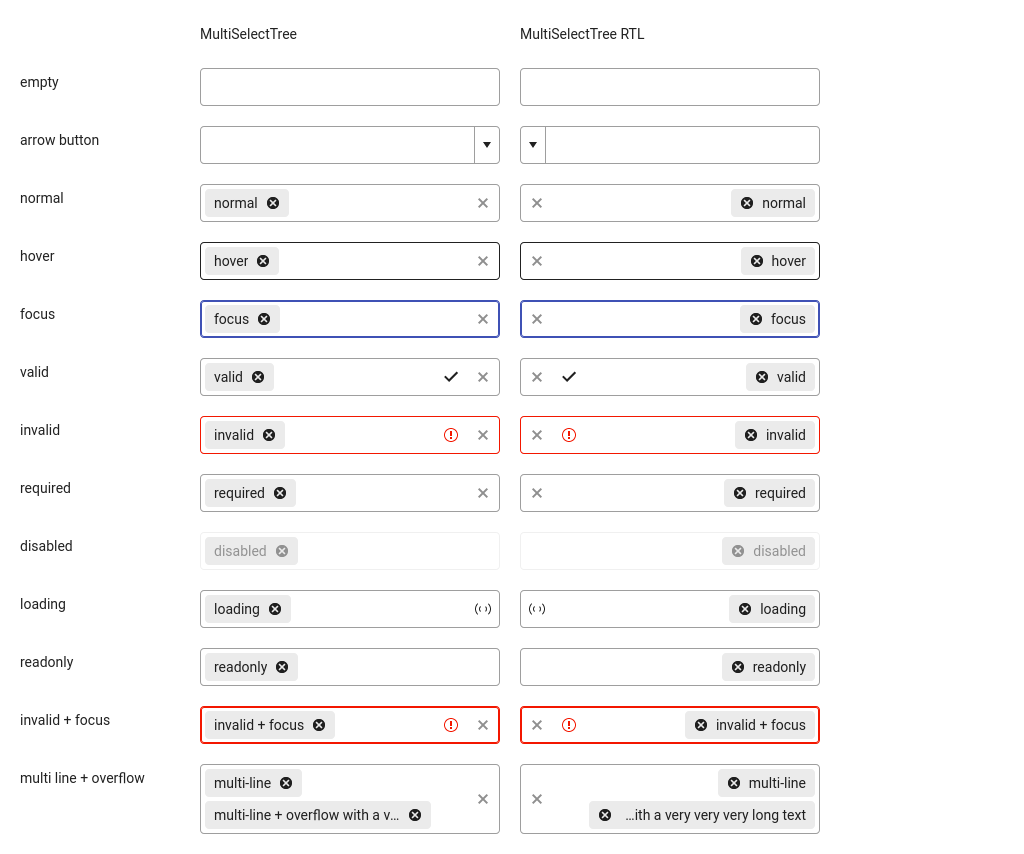 MultiSelectTree MultiSelectTree RTL
empty
arrow button
normal normal normal
hover hover hover
focus focus focus
valid valid valid
invalid invalid invalid
required required required
disabled disabled disabled
loading loading loading
readonly readonly readonly
invalid + focus invalid + focus invalid + focus
multi line + overflow multi-line multi-line
multi-line + overflow with a v... ...ith a very very very long text